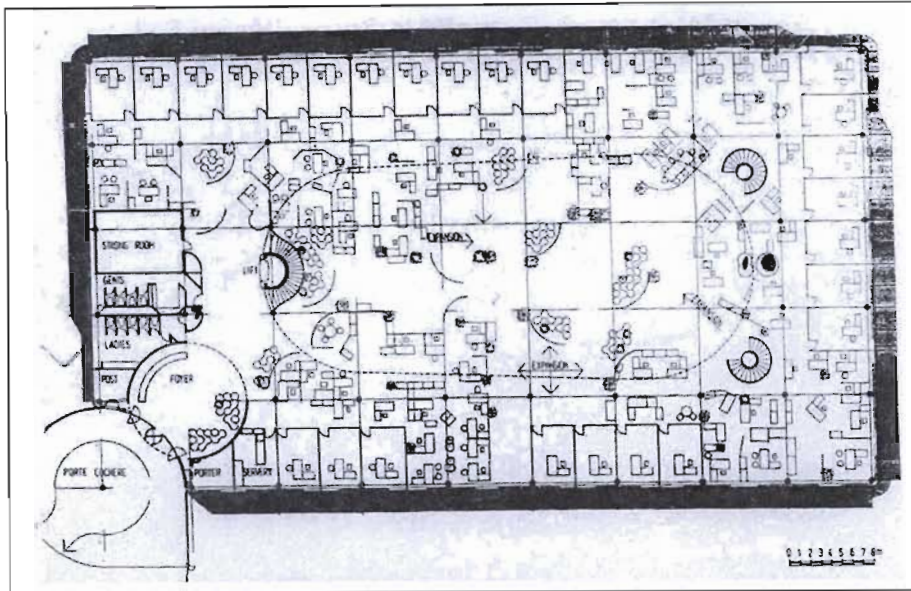 STRONG ROOM
GENTS
LADIES
POST
FOYER
LIFT
EXPANSION
EXPANSION
EXPANSION
PORTE COCHERE
PORTER
SERVERY
0 1 2 3 4 5 6 7 8m